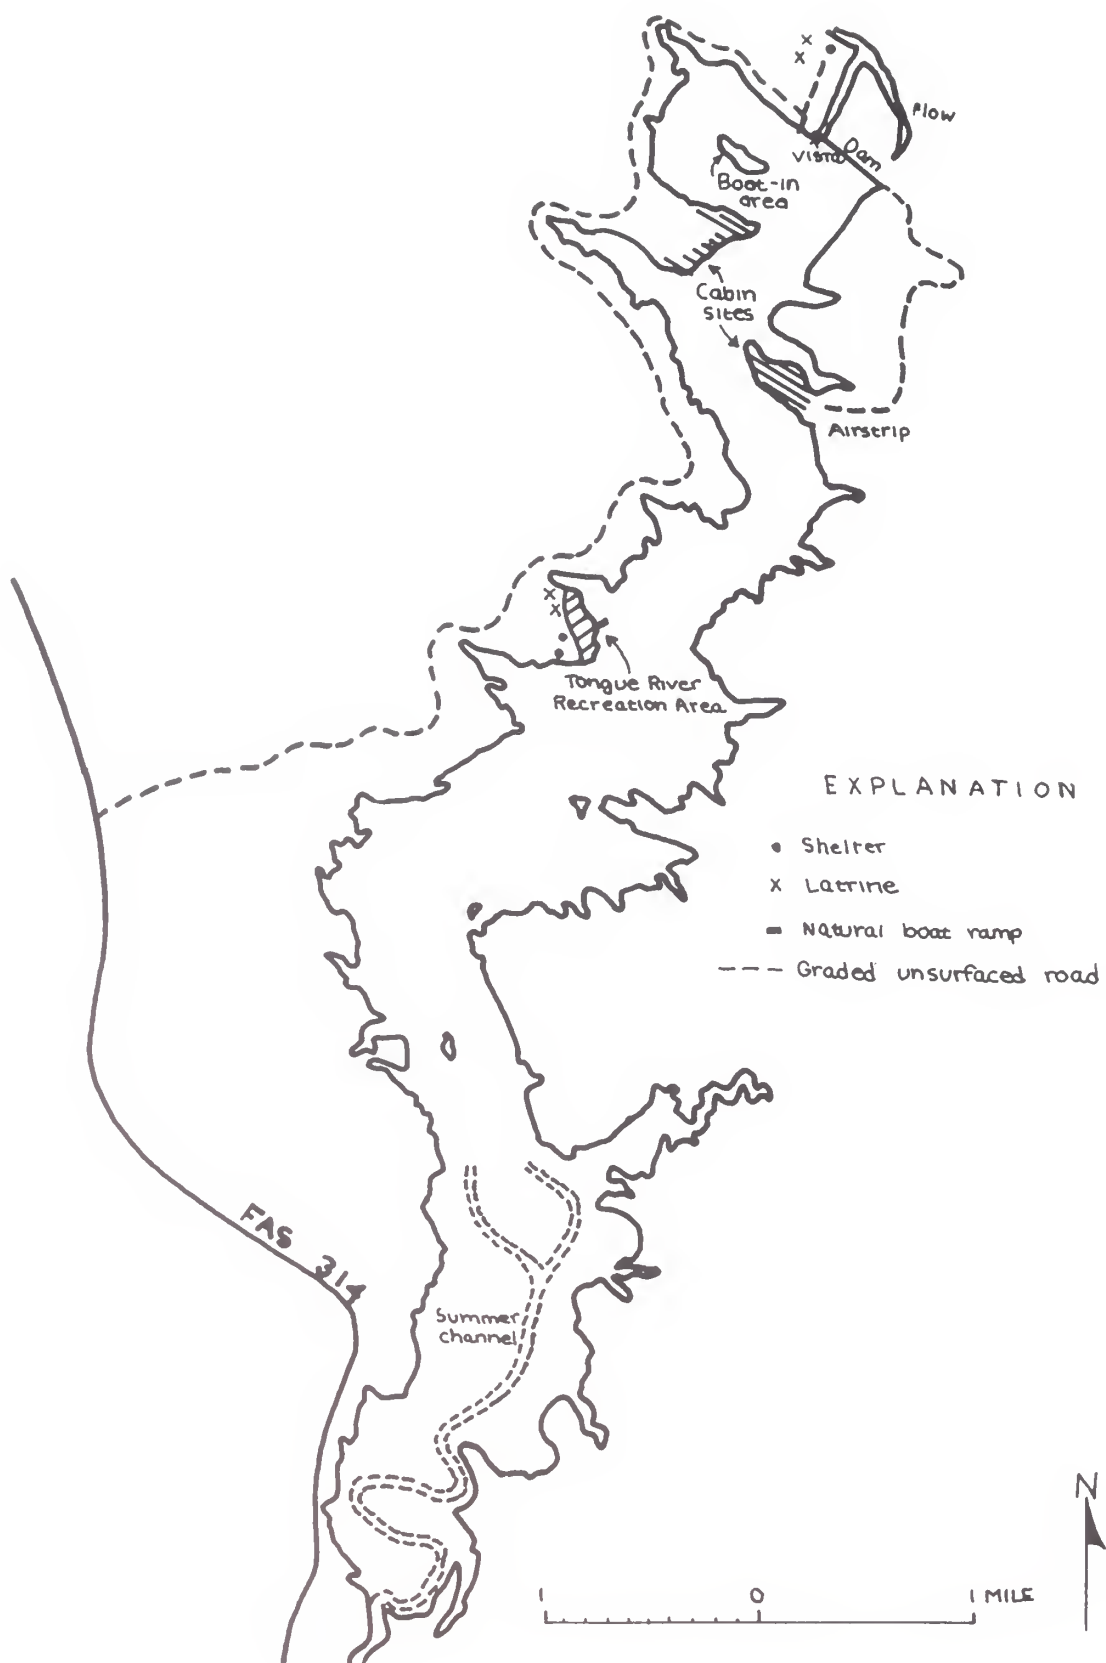 Flow
Dam
Vista
Boat-in
area
Cabin
sites
Airstrip
Tongue River
Recreation Area
EXPLANATION
Shelter
x Latrine
Natural boat ramp
Graded unsurfaced road
FAS 314
Summer
channel
N
1 0 1 MILE